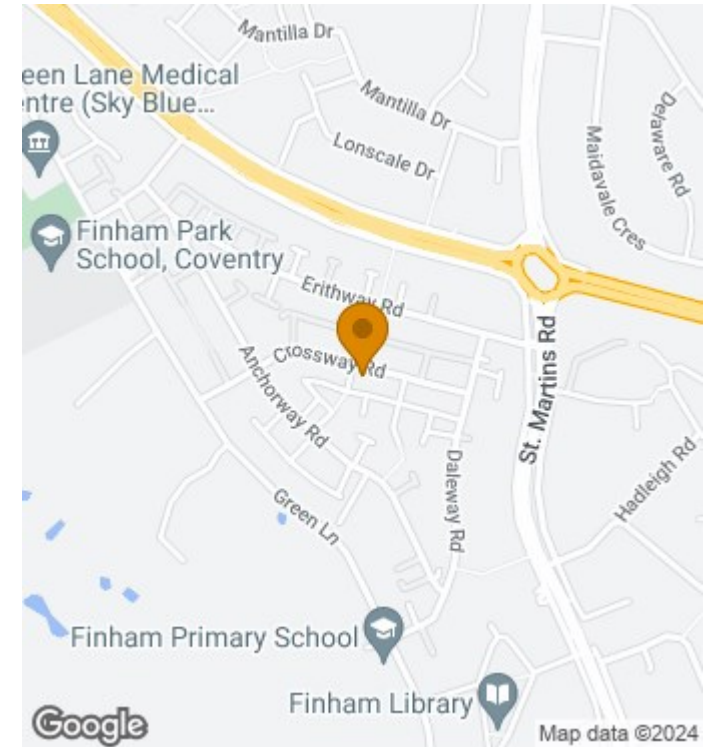 Mantilla Dr
een Lane Medical
entre (Sky Blue...
Mantilla Dr
Delaware Rd
Lonscale Dr
Maidavale Cres
Finham Park
School, Coventry
Erithway Rd
Crossway Rd
Anchorway Rd
St. Martins Rd
Daleway Rd
Hadleigh Rd
Green Ln
Finham Primary School
Finham Library
Google
Map data ©2024